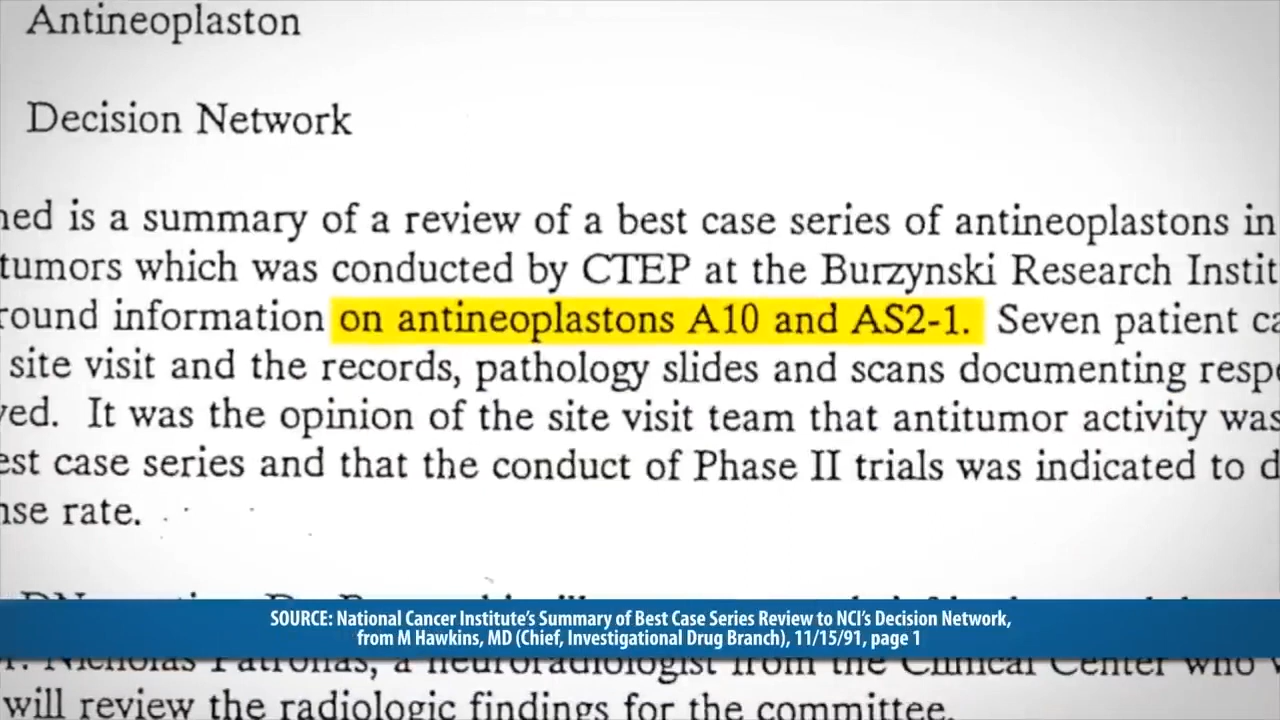 Antineoplaston
Decision Network
ned is a summary of a review of a best case series of antineoplastons in
tumors which was conducted by CTEP at the Burzynski Research Instit
round information on antineoplastons A10 and AS2-1. Seven patient ca
site visit and the records, pathology slides and scans documenting resp
ved. It was the opinion of the site visit team that antitumor activity was
est case series and that the conduct of Phase II trials was indicated to d
nse rate.
SOURCE: National Cancer Institute's Summary of Best Case Series Review to NCI's Decision Network,
from M Hawkins, MD (Chief, Investigational Drug Branch), 11/15/91, page 1
Nicholas Patronas, a neuroradiologist from the Clinical Center who
will review the radiologic findings for the committee.